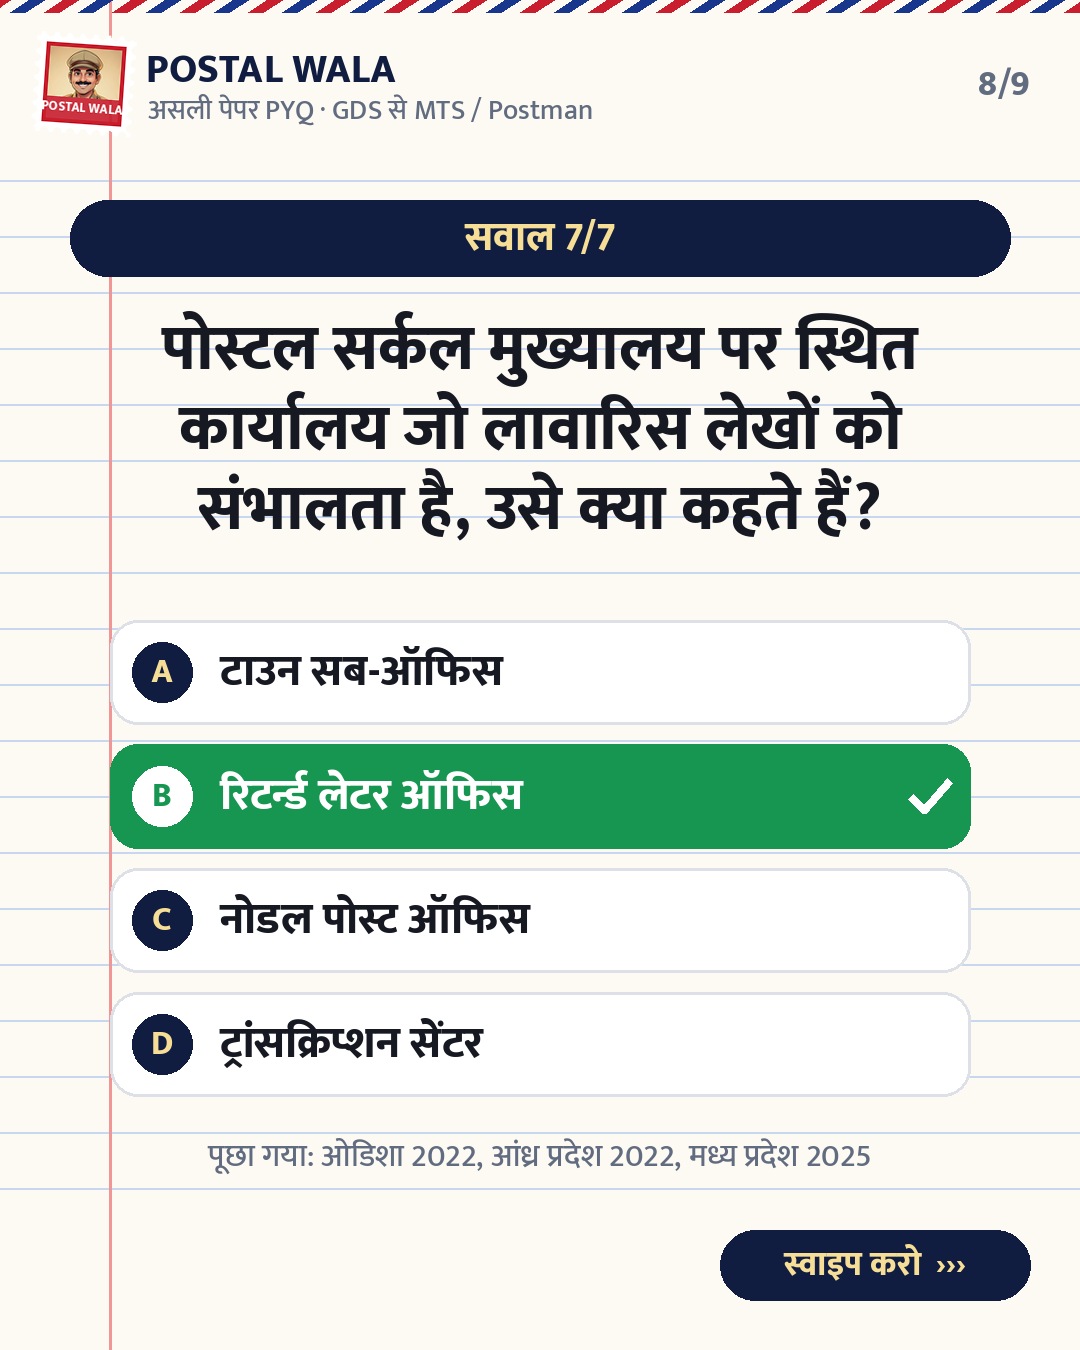 POSTAL WALA
POSTAL WALA
असली पेपर PYQ · GDS से MTS / Postman
8/9
सवाल 7/7
पोस्टल सर्कल मुख्यालय पर स्थित
कार्यालय जो लावारिस लेखों को
संभालता है, उसे क्या कहते हैं?
A टाउन सब-ऑफिस
B रिटर्न्ड लेटर ऑफिस
C नोडल पोस्ट ऑफिस
D ट्रांसक्रिप्शन सेंटर
पूछा गया: ओडिशा 2022, आंध्र प्रदेश 2022, मध्य प्रदेश 2025
स्वाइप करो ›››